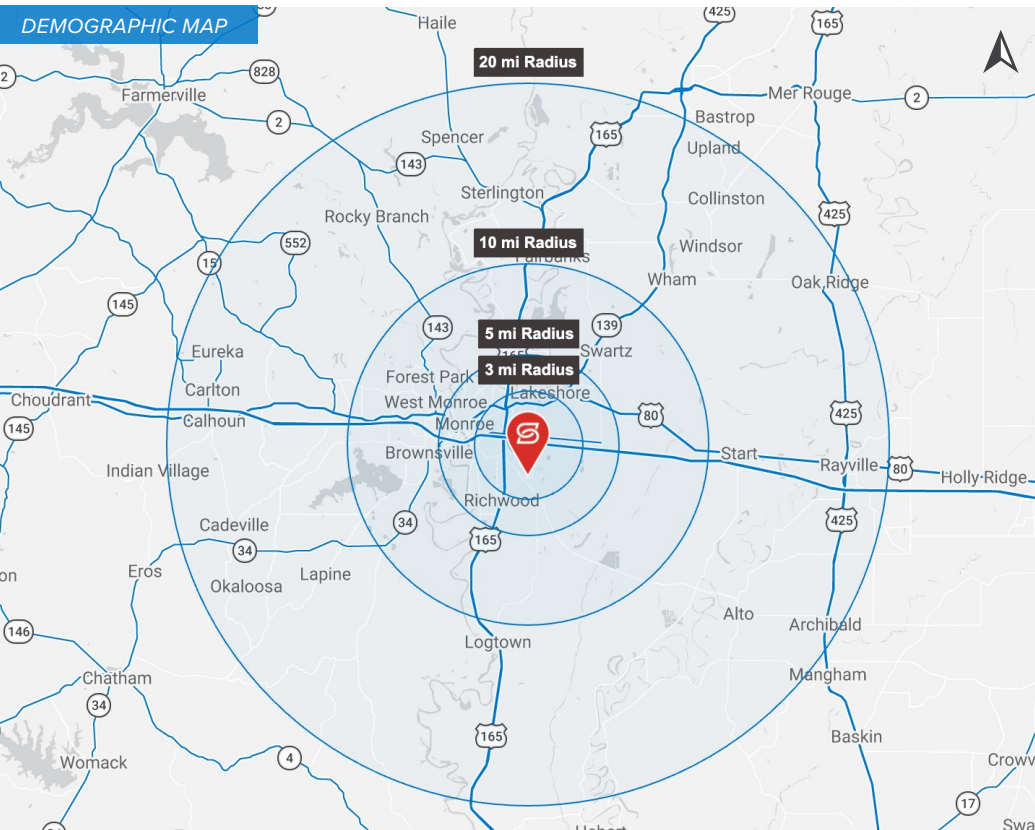 DEMOGRAPHIC MAP
Haile
425
165
20 mi Radius
2
828
Farmerville
Mer Rouge
2
2
Bastrop
165
Spencer
143
Upland
Sterlington
Collinston
Rocky Branch
425
552
10 mi Radius
Windsor
Fairbanks
15
Wham
Oak Ridge
145
143
139
5 mi Radius
165
Eureka
Swartz
3 mi Radius
Forest Park
Carlton
Lakeshore
Choudrant
West Monroe
80
425
Calhoun
Monroe
145
Brownsville
Start
Rayville
80
Indian Village
Holly Ridge
Richwood
34
Cadeville
425
34
165
Eros
Lapine
Okaloosa
Alto
Archibald
146
Logtown
Chatham
Mangham
34
165
Baskin
4
Womack
17